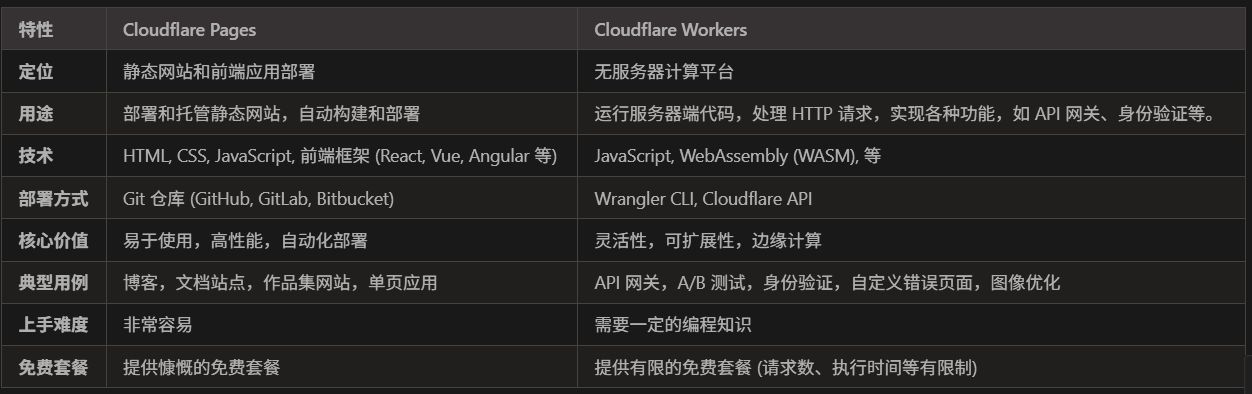 特性 Cloudflare Pages Cloudflare Workers
定位 静态网站和前端应用部署 无服务器计算平台
用途 部署和托管静态网站，自动构建和部署 运行服务器端代码，处理 HTTP 请求，实现各种功能，如 API 网关、身份验证等。
技术 HTML, CSS, JavaScript, 前端框架 (React, Vue, Angular 等) JavaScript, WebAssembly (WASM), 等
部署方式 Git 仓库 (GitHub, GitLab, Bitbucket) Wrangler CLI, Cloudflare API
核心价值 易于使用，高性能，自动化部署 灵活性，可扩展性，边缘计算
典型用例 博客，文档站点，作品集网站，单页应用 API 网关，A/B 测试，身份验证，自定义错误页面，图像优化
上手难度 非常容易 需要一定的编程知识
免费套餐 提供慷慨的免费套餐 提供有限的免费套餐 (请求数、执行时间等有限制)